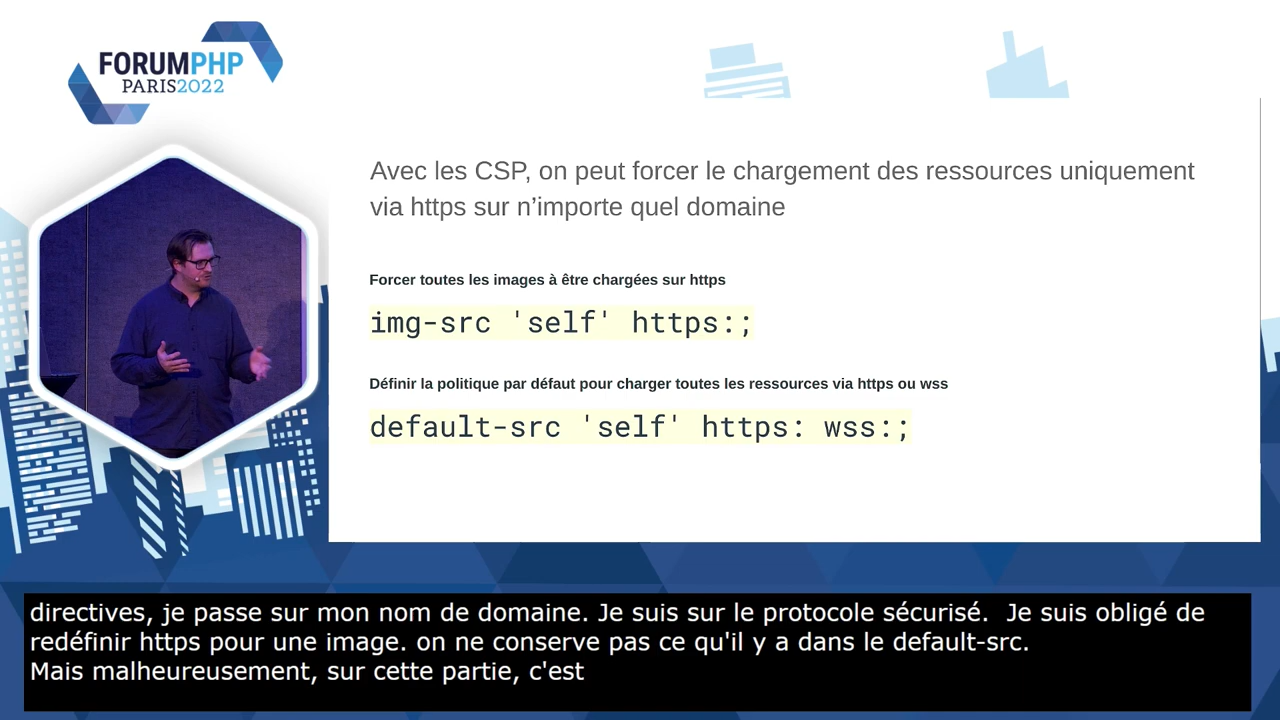 FORUMPHP
PARIS2022
Avec les CSP, on peut forcer le chargement des ressources uniquement
via https sur n’importe quel domaine
Forcer toutes les images à être chargées sur https
img-src 'self' https:;
Définir la politique par défaut pour charger toutes les ressources via https ou wss
default-src 'self' https: wss:;
directives, je passe sur mon nom de domaine. Je suis sur le protocole sécurisé.  Je suis obligé de
redéfinir https pour une image. on ne conserve pas ce qu'il y a dans le default-src.
Mais malheureusement, sur cette partie, c'est